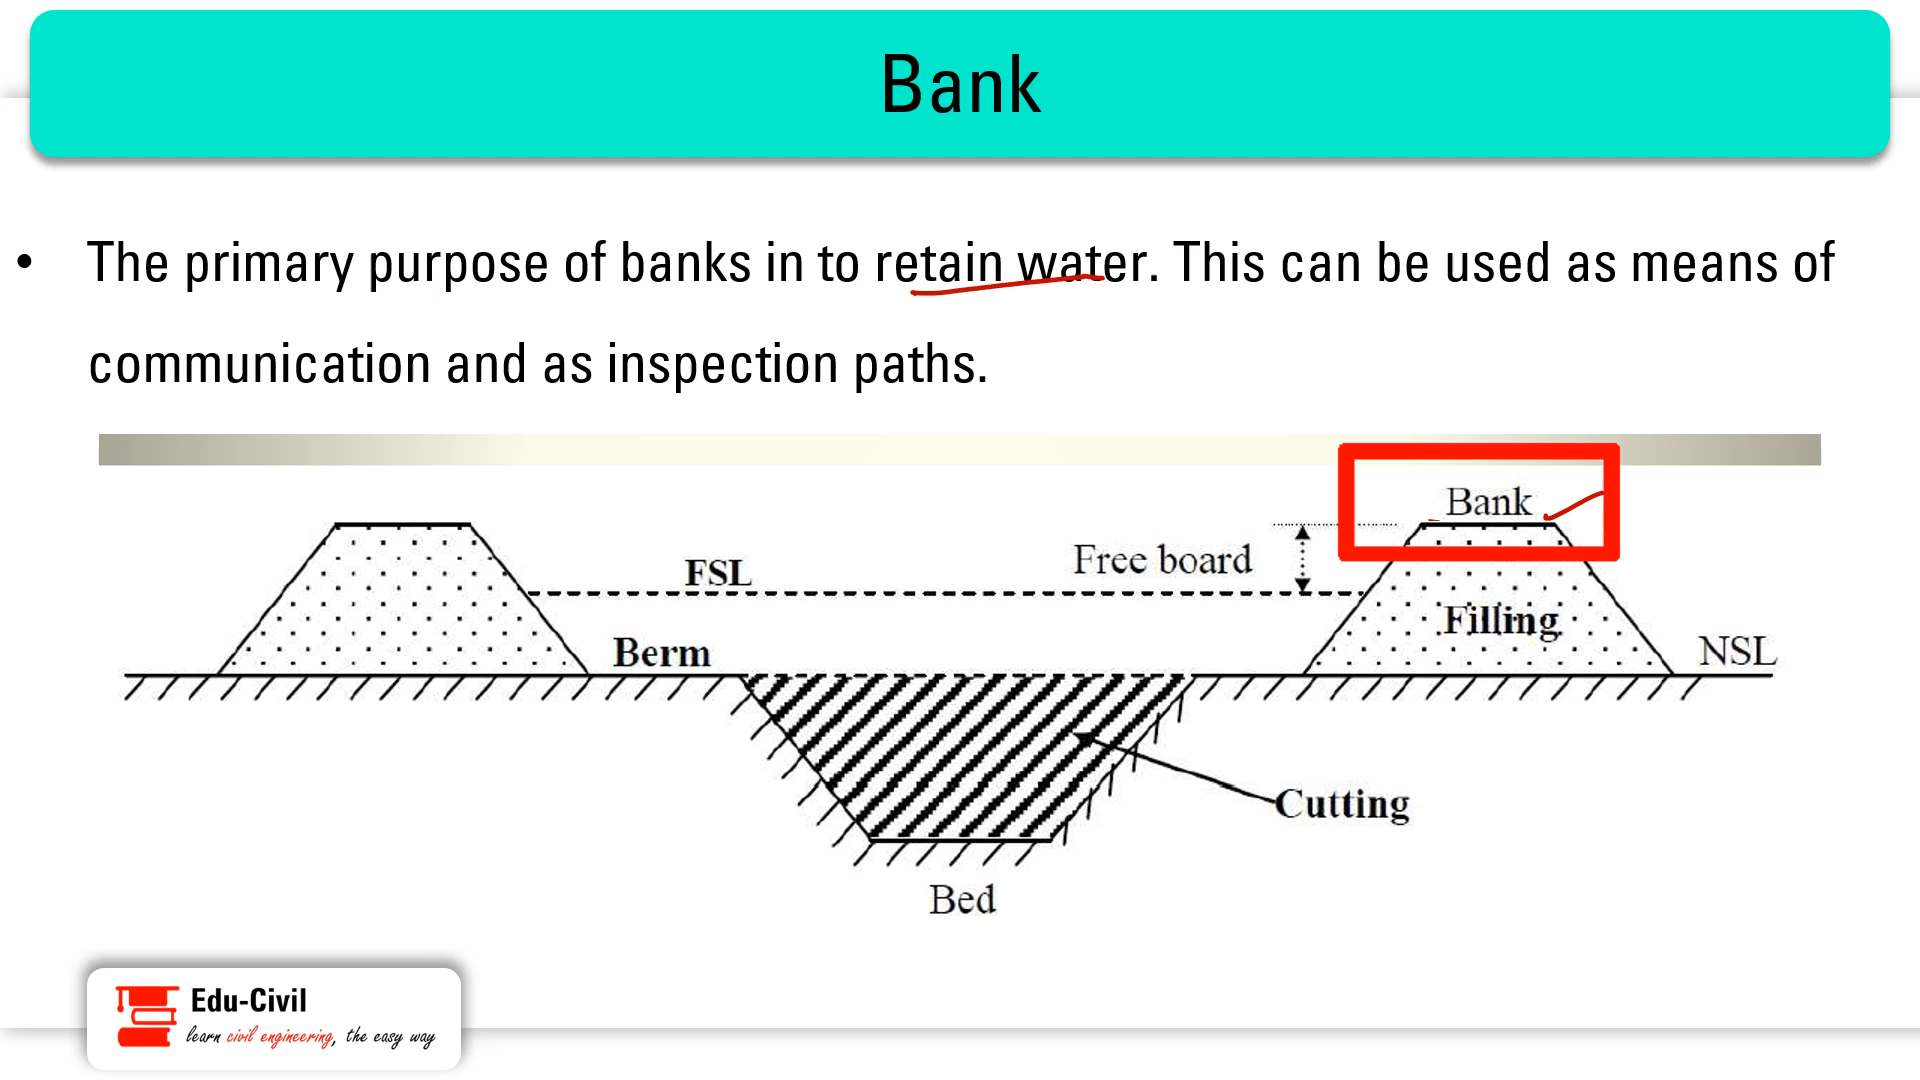 Bank
• The primary purpose of banks in to retain water. This can be used as means of
communication and as inspection paths.
Bank
Free board
FSL
Filling
Berm
NSL
Cutting
Bed
Edu-Civil
learn civil engineering, the easy way